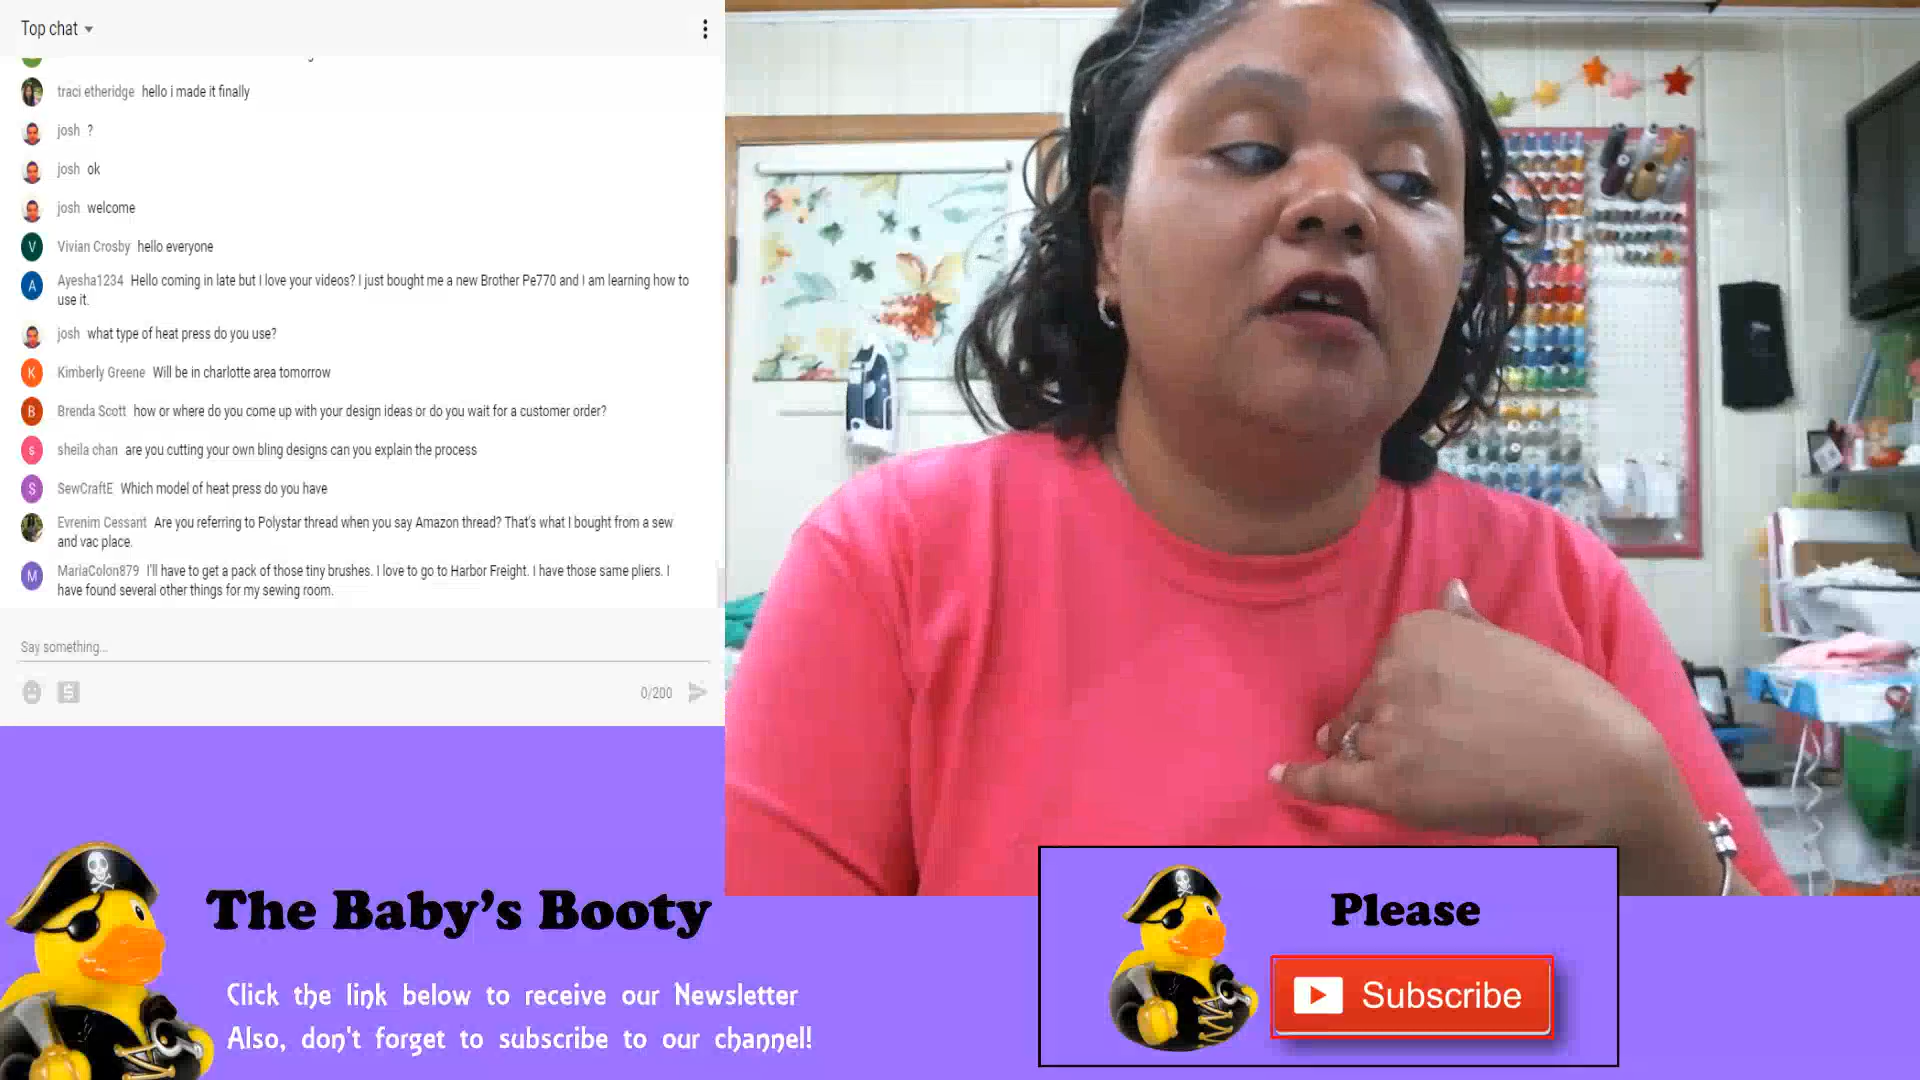 Top chat
traci etheridge hello i made it finally
josh ?
josh ok
josh welcome
V Vivian Crosby hello everyone
A Ayesha1234 Hello coming in late but I love your videos? I just bought me a new Brother Pe770 and I am learning how to
use it.
josh what type of heat press do you use?
K Kimberly Greene Will be in charlotte area tomorrow
B Brenda Scott how or where do you come up with your design ideas or do you wait for a customer order?
s sheila chan are you cutting your own bling designs can you explain the process
S SewCraftE Which model of heat press do you have
Evrenim Cessant Are you referring to Polystar thread when you say Amazon thread? That's what I bought from a sew
and vac place.
M MariaColon879 I'll have to get a pack of those tiny brushes. I love to go to Harbor Freight. I have those same pliers. I
have found several other things for my sewing room.
Say something...
0/200
The Baby's Booty
Click the link below to receive our Newsletter
Also, don't forget to subscribe to our channel!
Please
Subscribe